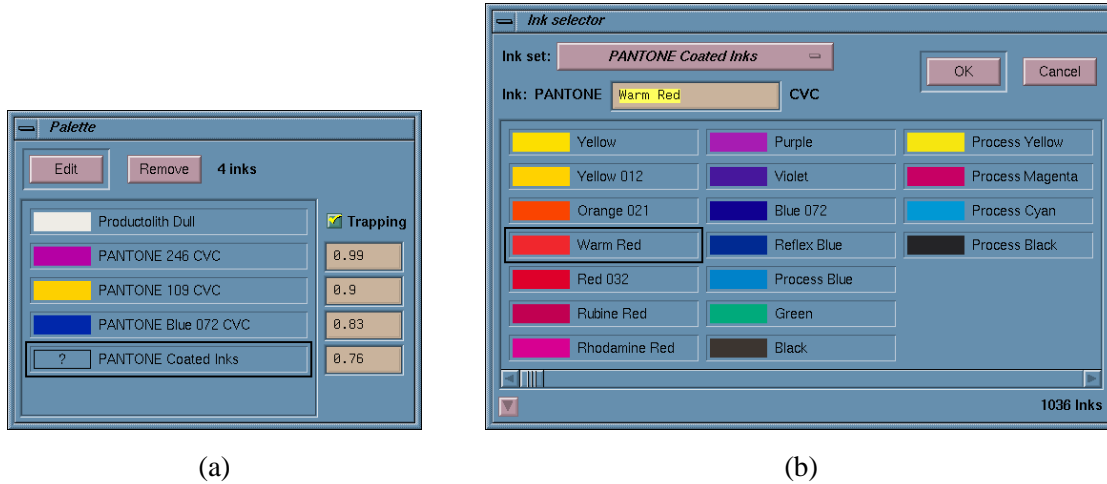 Palette
Edit Remove 4 inks
Productolith Dull Trapping
PANTONE 246 CVC 0.99
PANTONE 109 CVC 0.9
PANTONE Blue 072 CVC 0.83
? PANTONE Coated Inks 0.76
(a)
Ink selector
Ink set: PANTONE Coated Inks OK Cancel
Ink: PANTONE Warm Red CVC
Yellow Purple Process Yellow
Yellow 012 Violet Process Magenta
Orange 021 Blue 072 Process Cyan
Warm Red Reflex Blue Process Black
Red 032 Process Blue
Rubine Red Green
Rhodamine Red Black
1036 Inks
(b)